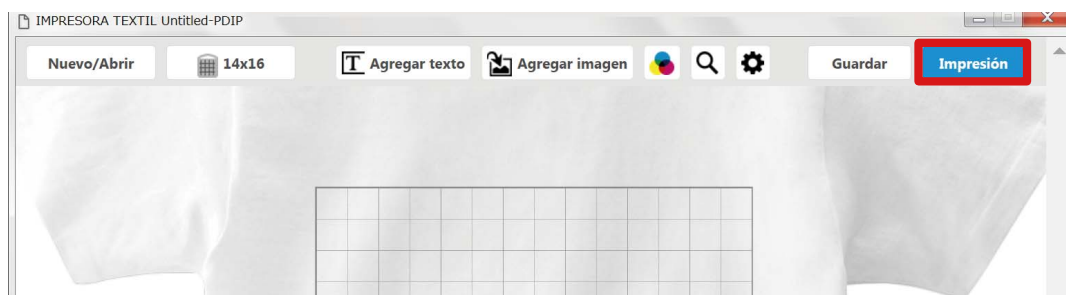 IMPRESORA TEXTIL Untitled-PDIP
Nuevo/Abrir 14x16 T Agregar texto Agregar imagen Guardar Impresión